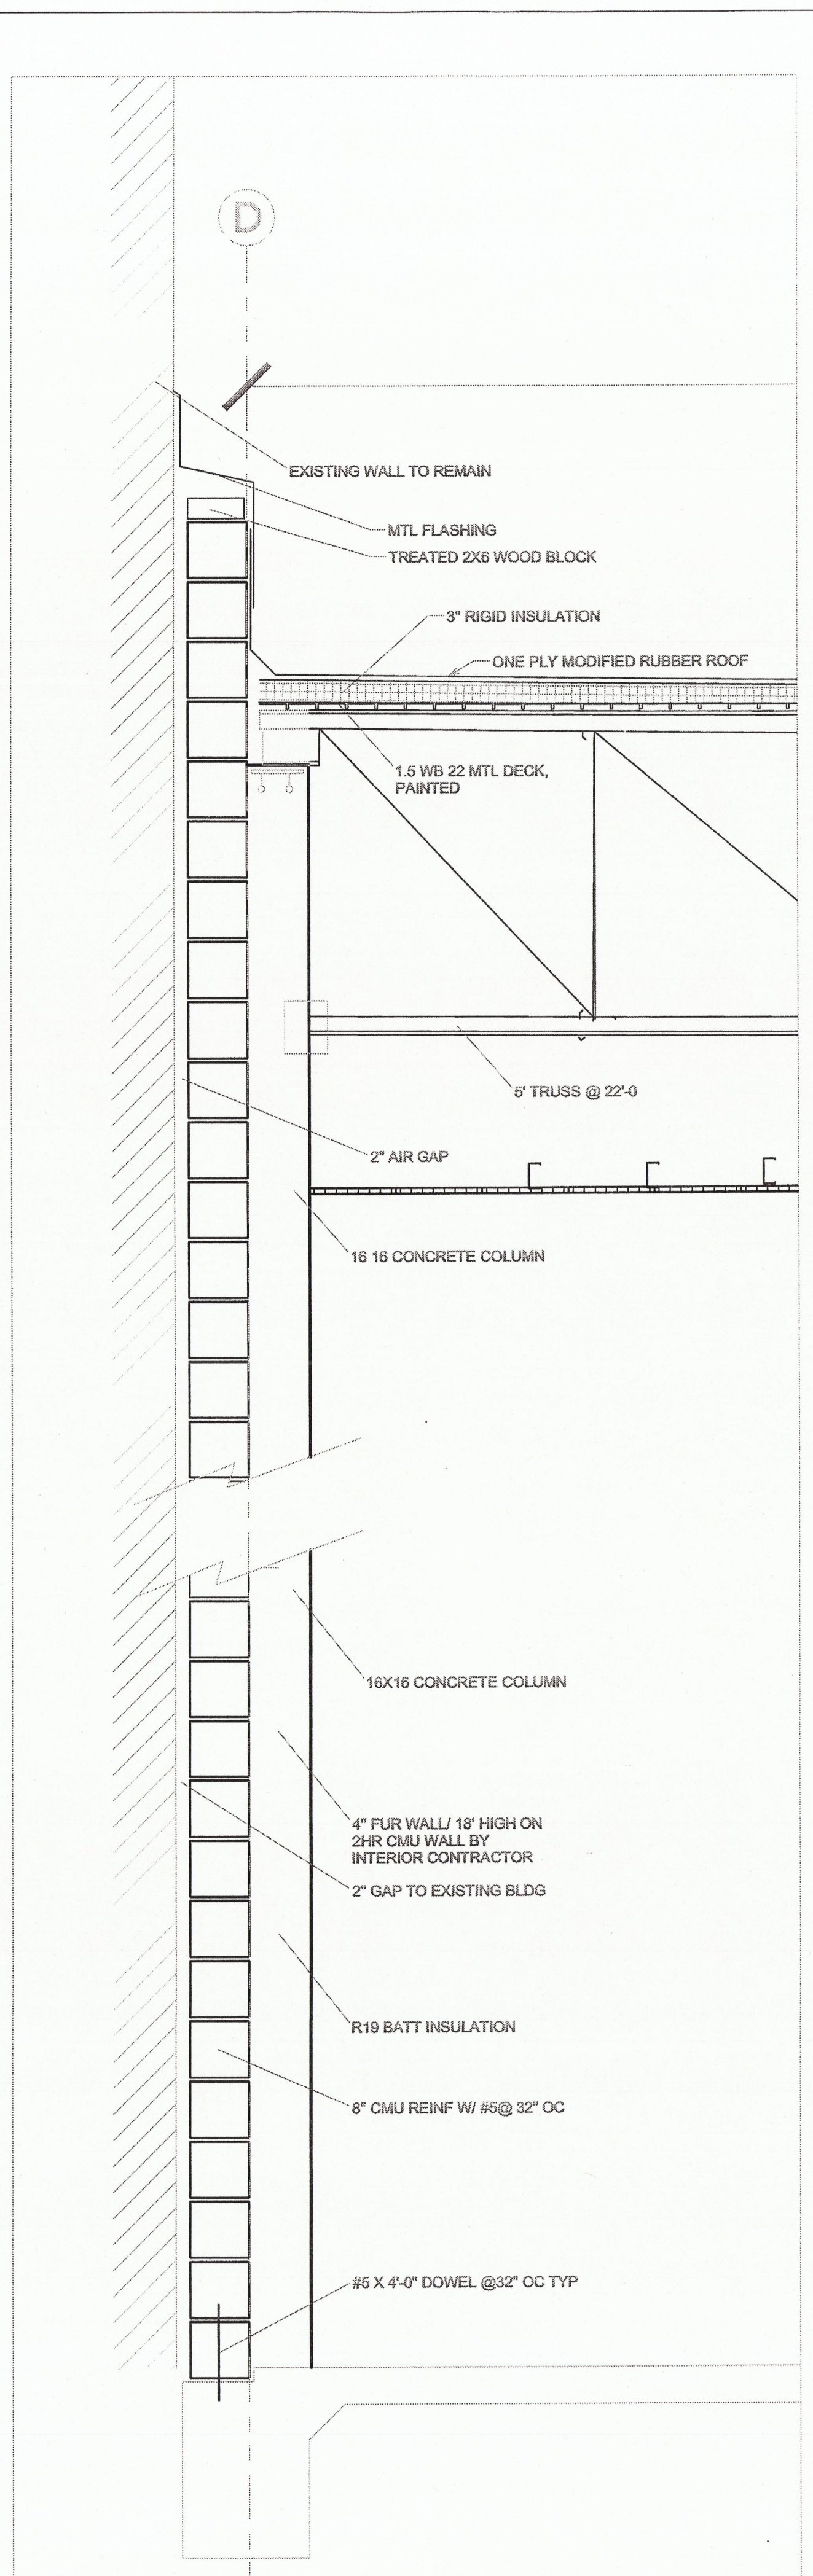 D
EXISTING WALL TO REMAIN
MTL FLASHING
TREATED 2X6 WOOD BLOCK
3" RIGID INSULATION
ONE PLY MODIFIED RUBBER ROOF
1.5 WB 22 MTL DECK,
PAINTED
5' TRUSS @ 22'-0
2" AIR GAP
16 16 CONCRETE COLUMN
16X16 CONCRETE COLUMN
4" FUR WALL/ 18' HIGH ON
2HR CMU WALL BY
INTERIOR CONTRACTOR
2" GAP TO EXISTING BLDG
R19 BATT INSULATION
8" CMU REINF W/ #5@ 32" OC
#5 X 4'-0" DOWEL @32" OC TYP